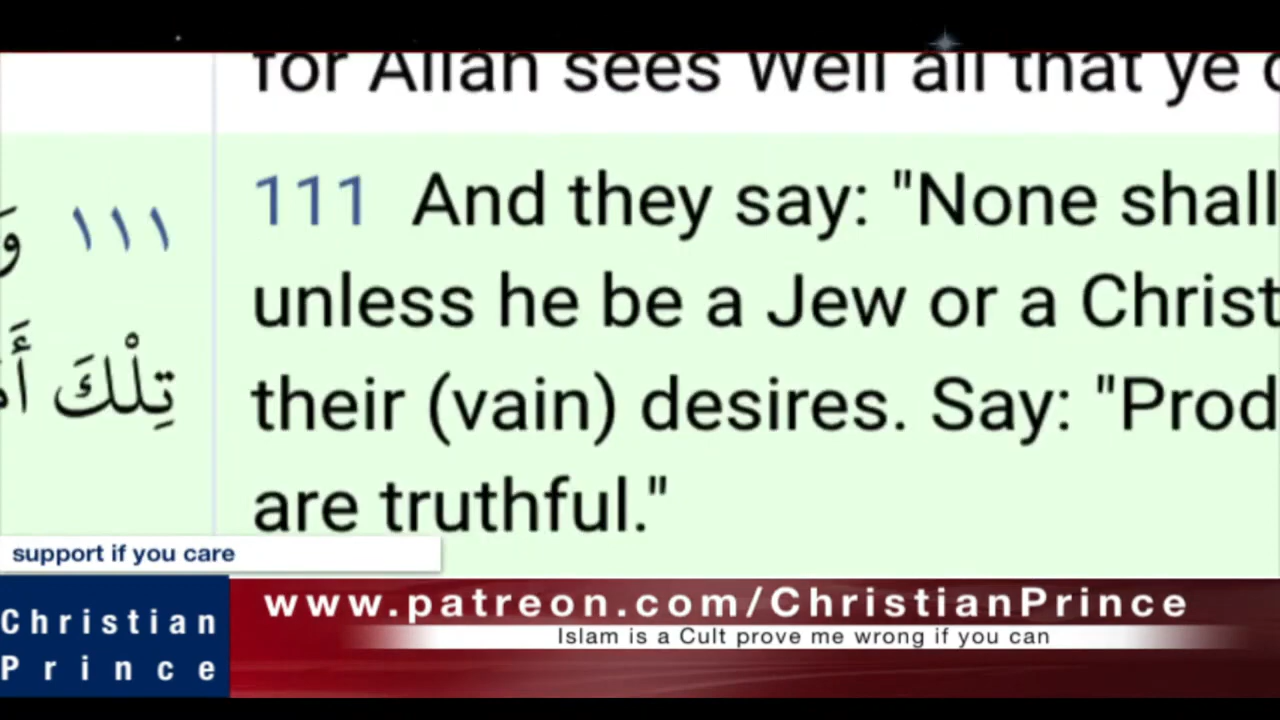 for Allah sees Well all that ye
111 And they say: "None shall
١١١
unless he be a Jew or a Christ
تِلْكَ
their (vain) desires. Say: "Prod
are truthful."
support if you care
Christian
Prince
www.patreon.com/ChristianPrince
Islam is a Cult prove me wrong if you can